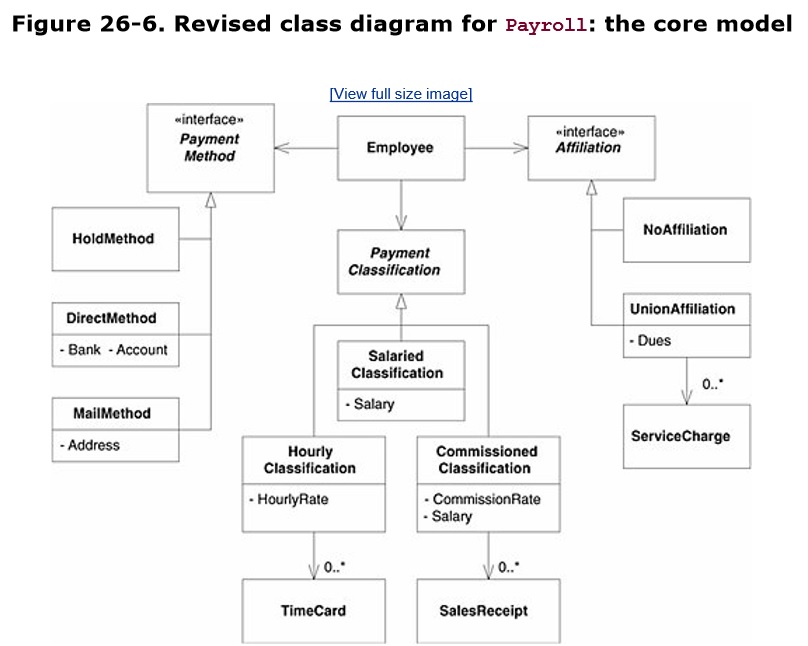 Figure 26-6. Revised class diagram for Payroll: the core model
[View full size image]
«interface»
Payment
Method
Employee
«interface»
Affiliation
HoldMethod
NoAffiliation
Payment
Classification
DirectMethod
- Bank - Account
UnionAffiliation
- Dues
Salaried
Classification
- Salary
0..*
MailMethod
- Address
ServiceCharge
Hourly
Classification
- HourlyRate
Commissioned
Classification
- CommissionRate
- Salary
0..*
0..*
TimeCard
SalesReceipt